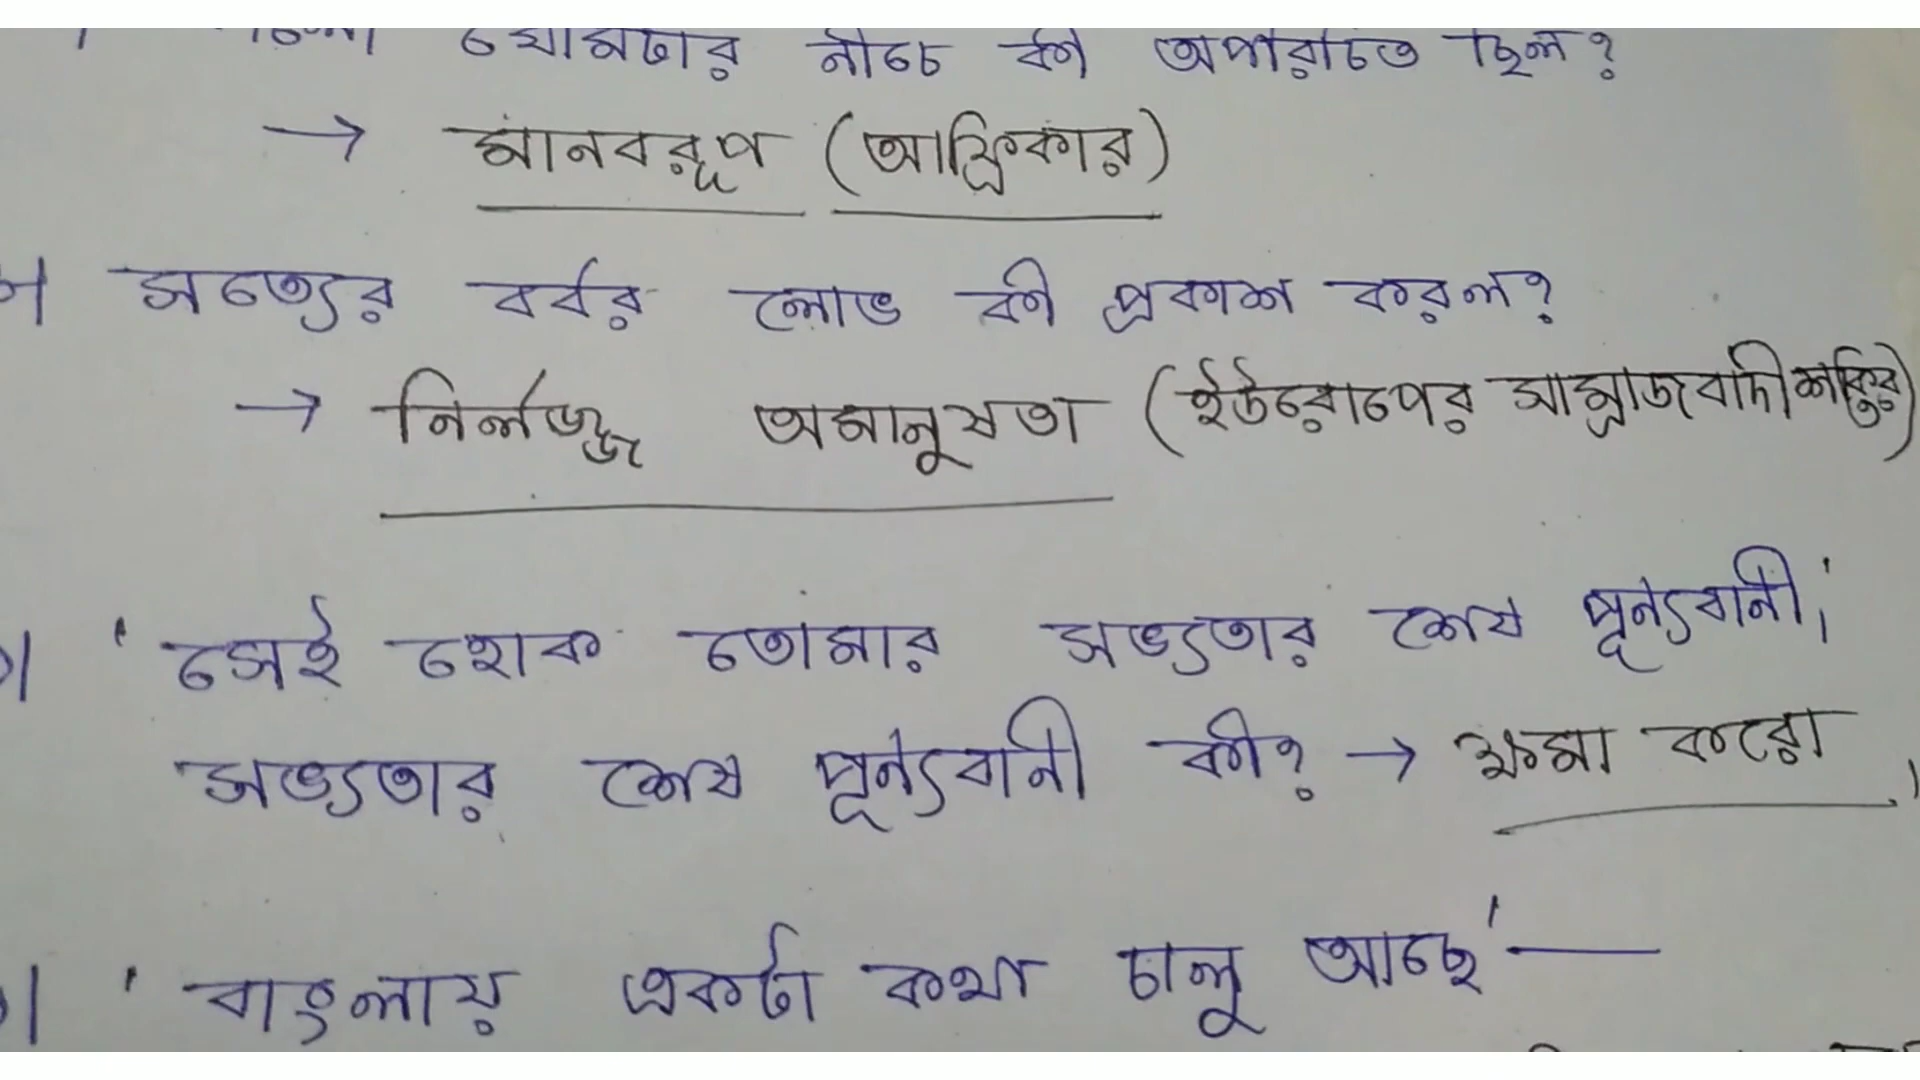 ঘোমটার নীচে কী অপরিচিত ছিল?
→ মানবরূপ (আফ্রিকার)
সভ্যের বর্বর লোভ কী প্রকাশ করল?
→ নির্লজ্জ অমানুষতা (ইউরোপের সাম্রাজবাদী শক্তির)
' সেই হোক তোমার সভ্যতার শেষ পূন্যবানী।'
সভ্যতার শেষ পূন্যবানী কী? → ক্ষমা করো।
' বাংলায় একটা কথা চালু আছে' —